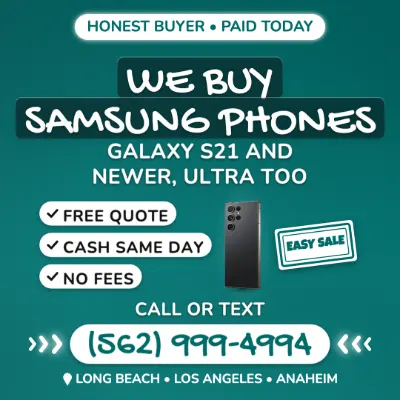 HONEST BUYER • PAID TODAY
WE BUY
SAMSUNG PHONES
GALAXY S21 AND
NEWER, ULTRA TOO
FREE QUOTE
CASH SAME DAY
NO FEES
EASY SALE
CALL OR TEXT
(562) 999-4994
LONG BEACH • LOS ANGELES • ANAHEIM